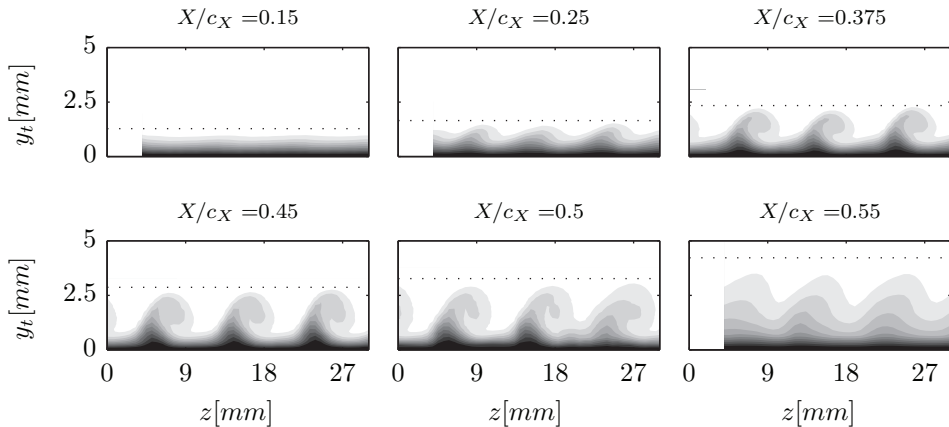 X/c_X =0.15 X/c_X =0.25 X/c_X =0.375
y_t[mm]
5
2.5
0
X/c_X =0.45 X/c_X =0.5 X/c_X =0.55
y_t[mm]
5
2.5
0
0 9 18 27 0 9 18 27 0 9 18 27
z[mm] z[mm] z[mm]